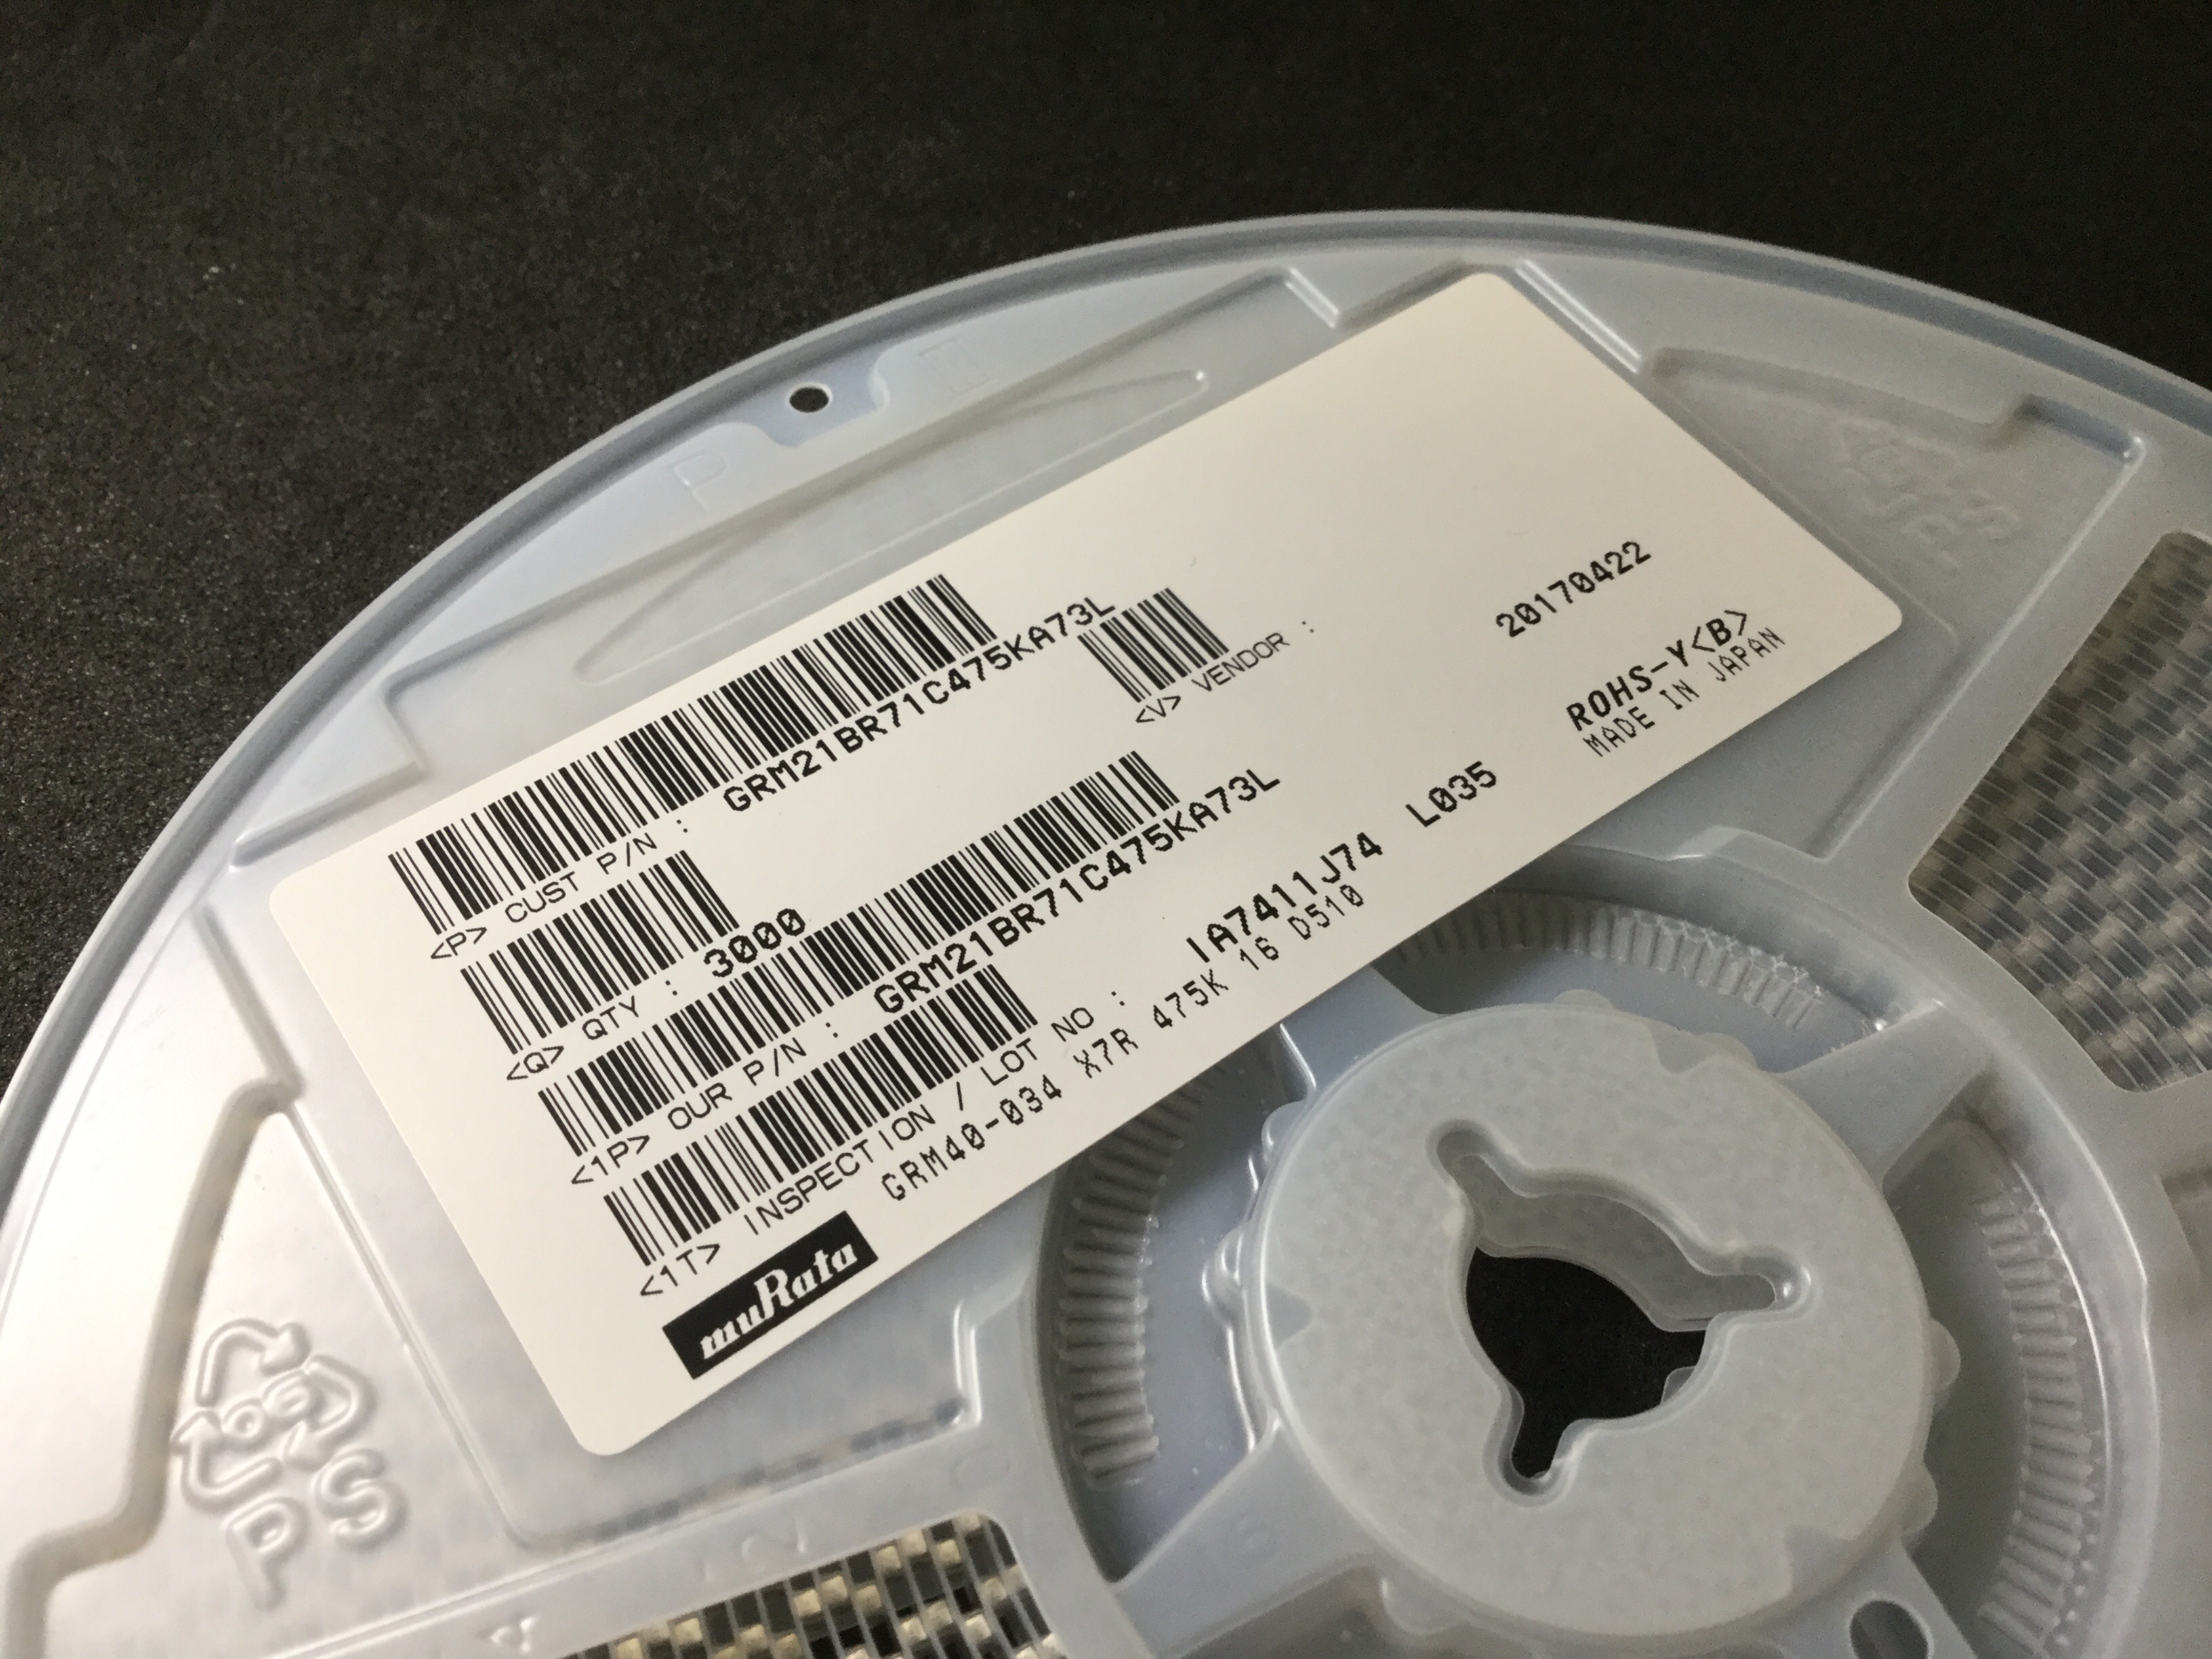 <P> CUST P/N : GRM21BR71C475KA73L
<Q> QTY : 3000
<V> VENDOR :
20170422
<1P> OUR P/N : GRM21BR71C475KA73L
ROHS-Y<B>
MADE IN JAPAN
<1T> INSPECTION / LOT NO : IA7411J74 L035
muRata
GRM40-034 X7R 475K 16 D510
PS